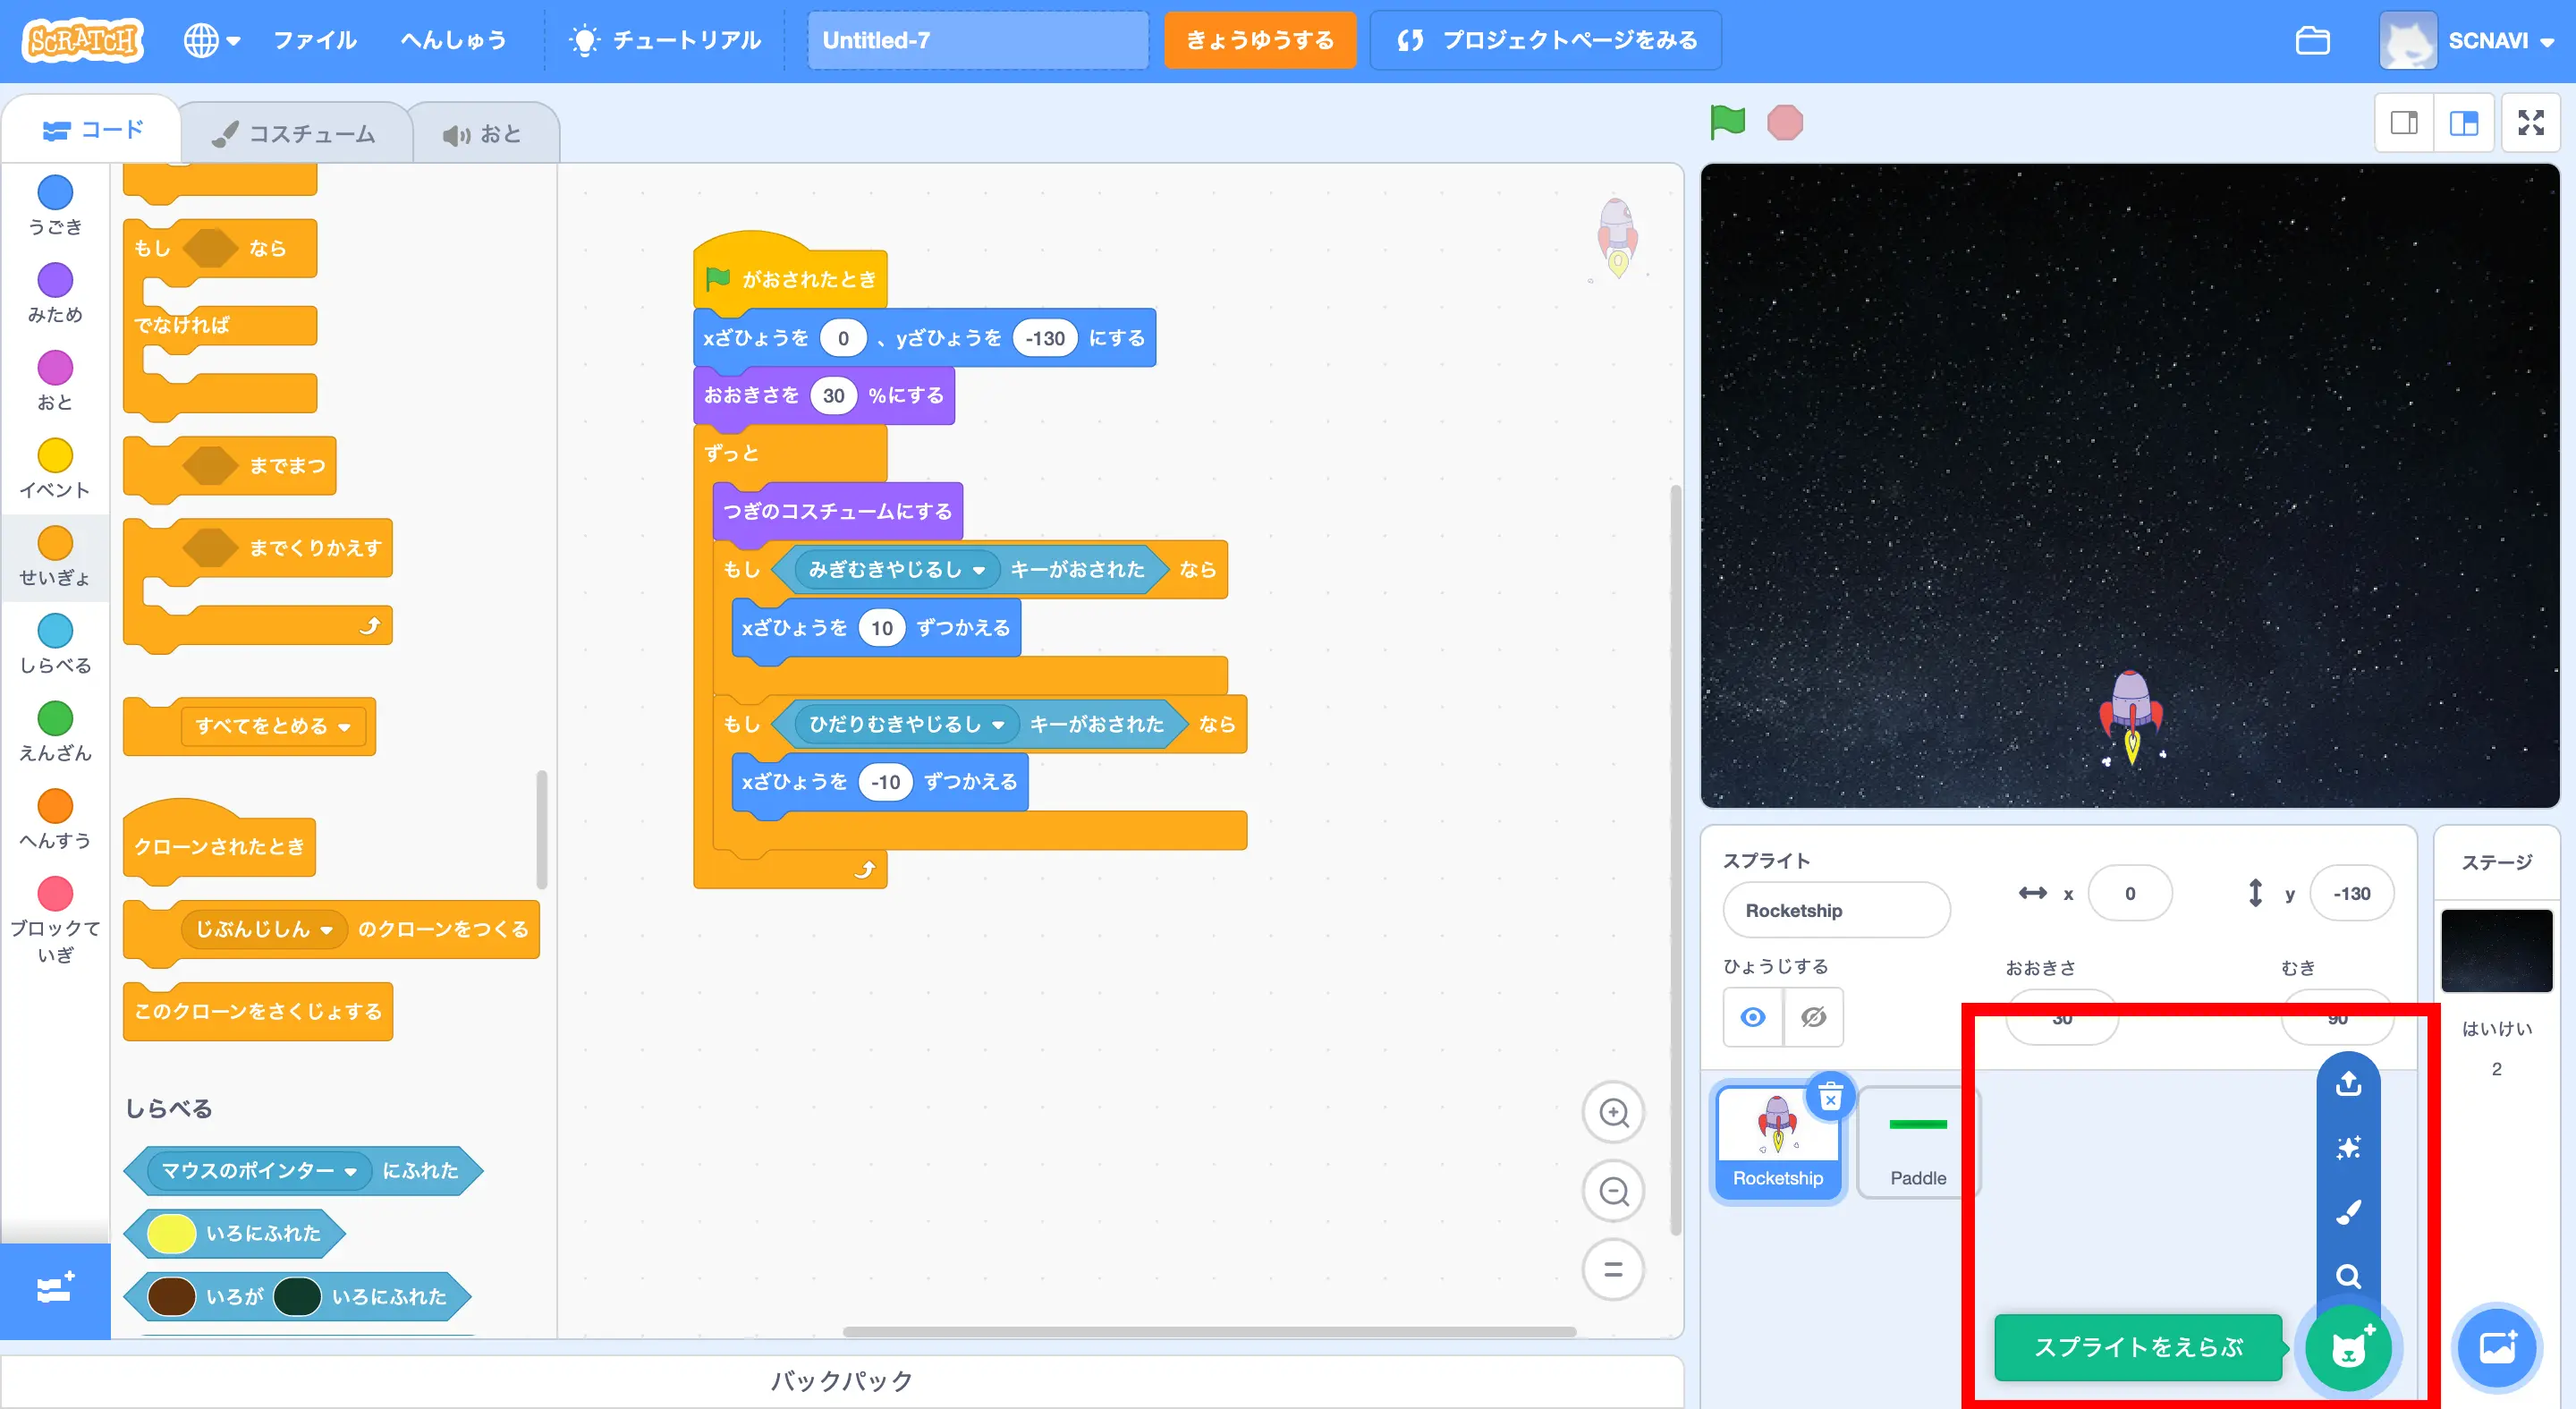 SCRATCH
ファイル
へんしゅう
チュートリアル
Untitled-7
きょうゆうする
プロジェクトページをみる
SCNAVI
コード
コスチューム
おと
うごき
みため
おと
イベント
せいぎょ
しらべる
えんざん
へんすう
ブロックて
いぎ
もし なら
でなければ
までまつ
までくりかえす
すべてをとめる
クローンされたとき
じぶんじしん のクローンをつくる
このクローンをさくじょする
しらべる
マウスのポインター にふれた
いろにふれた
いろが いろにふれた
がおされたとき
xざひょうを 0 、yざひょうを -130 にする
おおきさを 30 %にする
ずっと
つぎのコスチュームにする
もし みぎむきやじるし キーがおされた なら
xざひょうを 10 ずつかえる
もし ひだりむきやじるし キーがおされた なら
xざひょうを -10 ずつかえる
バックパック
スプライト
Rocketship
x 0
y -130
ひょうじする
おおきさ
30
むき
90
Rocketship
Paddle
スプライトをえらぶ
ステージ
はいけい
2